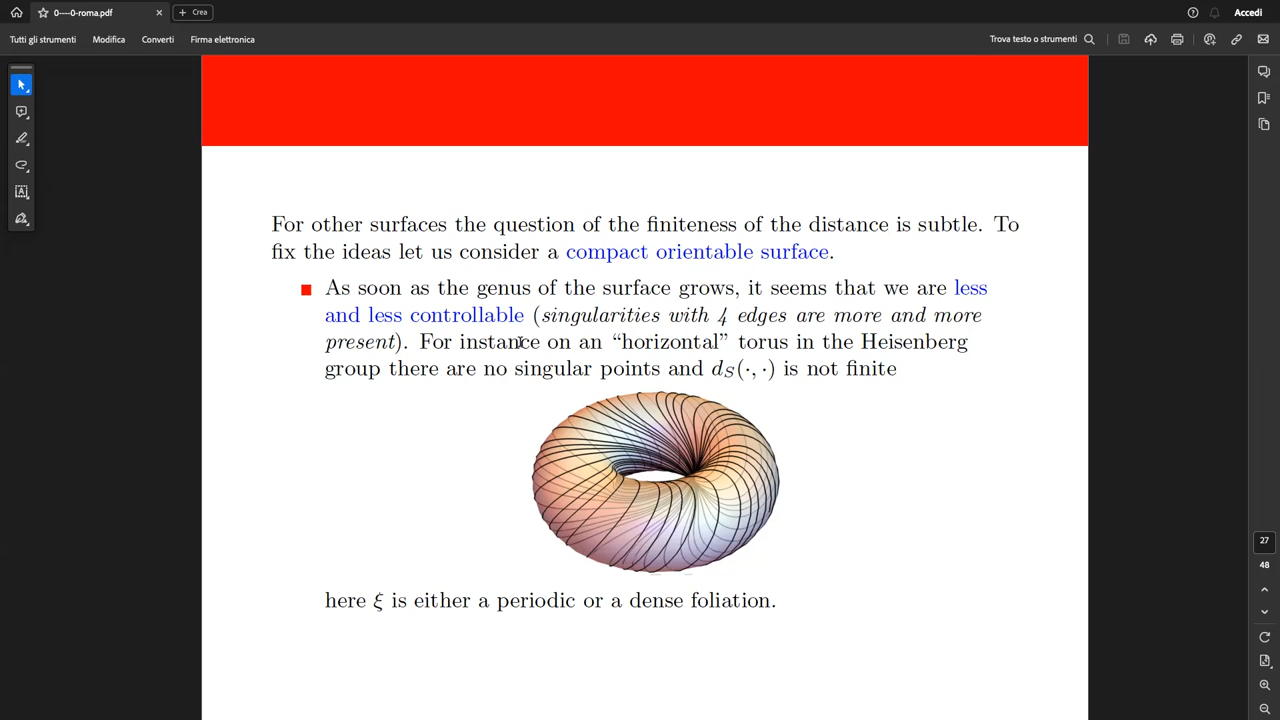 0----0-roma.pdf
Crea
Accedi
Tutti gli strumenti
Modifica
Converti
Firma elettronica
Trova testo o strumenti
For other surfaces the question of the finiteness of the distance is subtle. To
fix the ideas let us consider a compact orientable surface.
As soon as the genus of the surface grows, it seems that we are less
and less controllable (singularities with 4 edges are more and more
present). For instance on an “horizontal” torus in the Heisenberg
group there are no singular points and d_S(·, ·) is not finite
here ξ is either a periodic or a dense foliation.
27
48